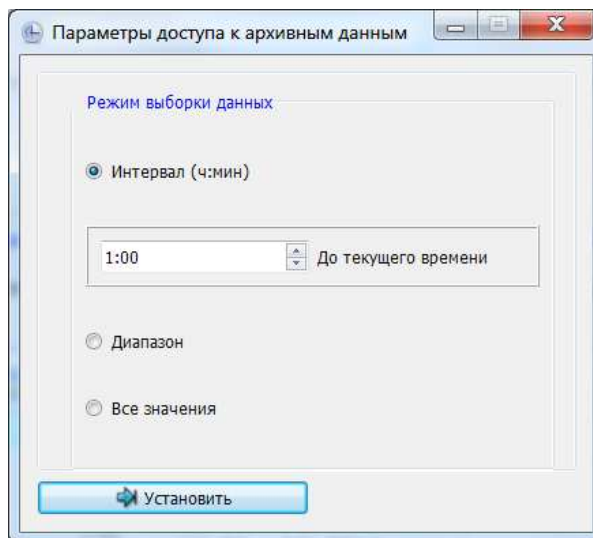 Параметры доступа к архивным данным
Режим выборки данных
Интервал (ч:мин)
1:00 До текущего времени
Диапазон
Все значения
Установить